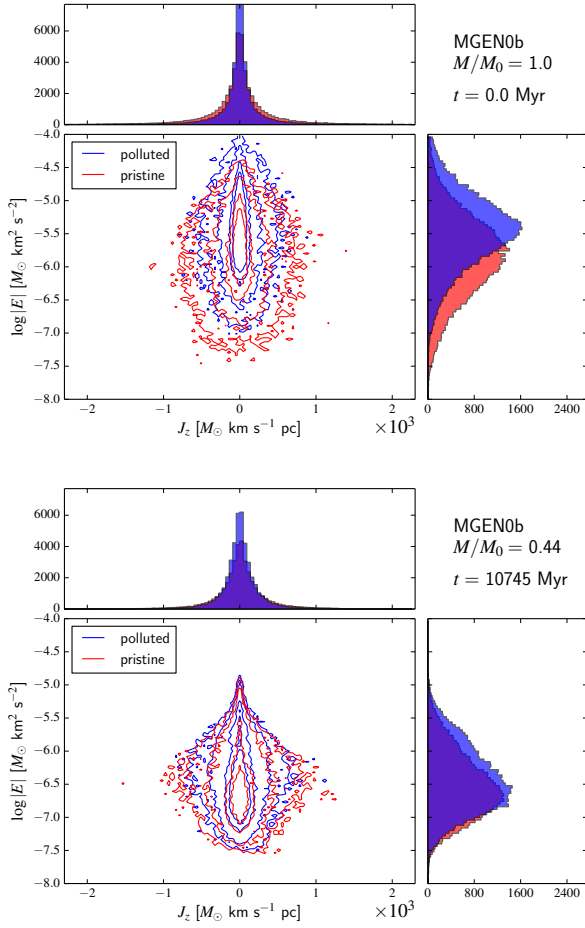 MGEN0b
M/M₀ = 1.0
t = 0.0 Myr
6000
4000
2000
0
polluted
pristine
log|E| [M⊙ km² s⁻²]
−4.0
−4.5
−5.0
−5.5
−6.0
−6.5
−7.0
−7.5
−8.0
−2 −1 0 1 2
J_z [M⊙ km s⁻¹ pc] ×10³
0 800 1600 2400
MGEN0b
M/M₀ = 0.44
t = 10745 Myr
6000
4000
2000
0
polluted
pristine
log|E| [M⊙ km² s⁻²]
−4.0
−4.5
−5.0
−5.5
−6.0
−6.5
−7.0
−7.5
−8.0
−2 −1 0 1 2
J_z [M⊙ km s⁻¹ pc] ×10³
0 800 1600 2400